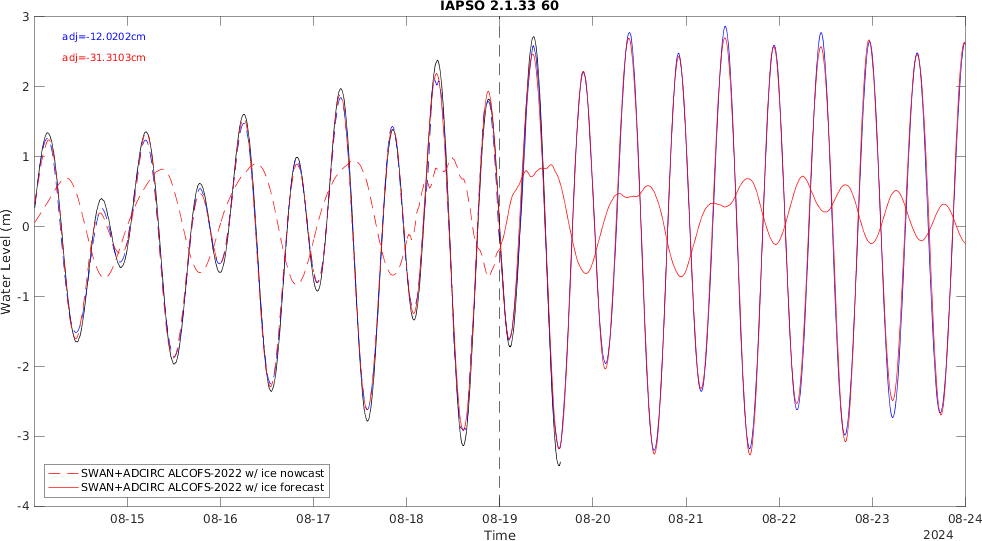 IAPSO 2.1.33 60
adj=-12.0202cm
adj=-31.3103cm
Water Level (m)
3
2
1
0
-1
-2
-3
-4
SWAN+ADCIRC ALCOFS-2022 w/ ice nowcast
SWAN+ADCIRC ALCOFS-2022 w/ ice forecast
08-15 08-16 08-17 08-18 08-19 08-20 08-21 08-22 08-23 08-24
Time
2024